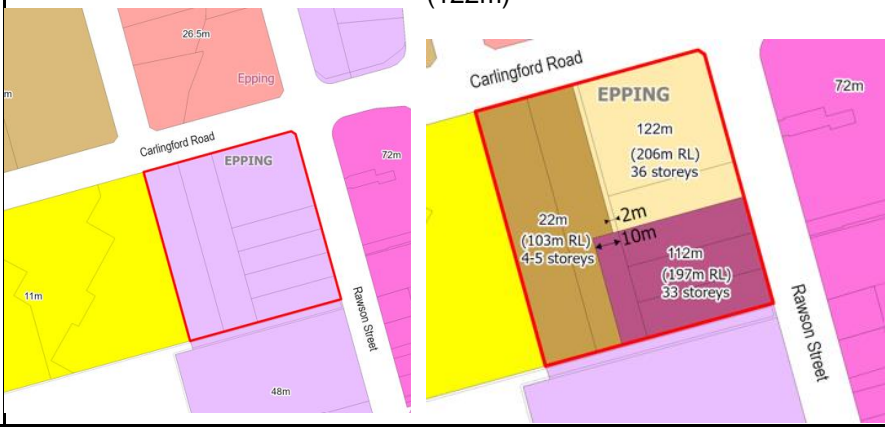 (122m)
26.5m
Epping
m
Carlingford Road
EPPING
72m
11m
Rawson Street
48m
Carlingford Road
EPPING
72m
122m
(206m RL)
36 storeys
2m
22m
10m
(103m RL)
4-5 storeys
112m
(197m RL)
33 storeys
Rawson Street